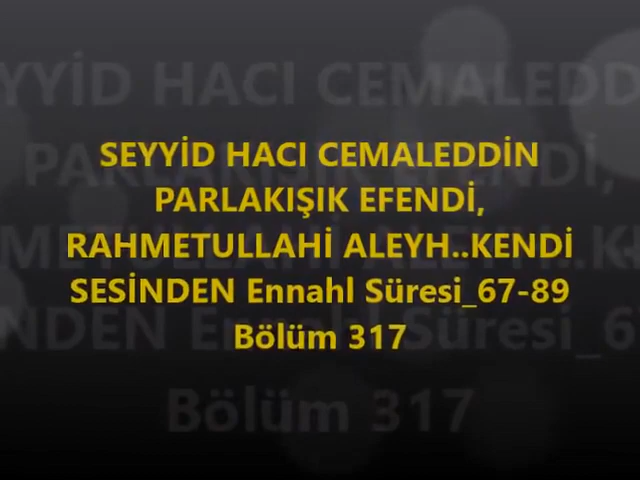 SEYYİD HACI CEMALEDDİN
PARLAKIŞIK EFENDİ,
RAHMETULLAHİ ALEYH..KENDİ
SESİNDEN Ennahl Süresi_67-89
Bölüm 317